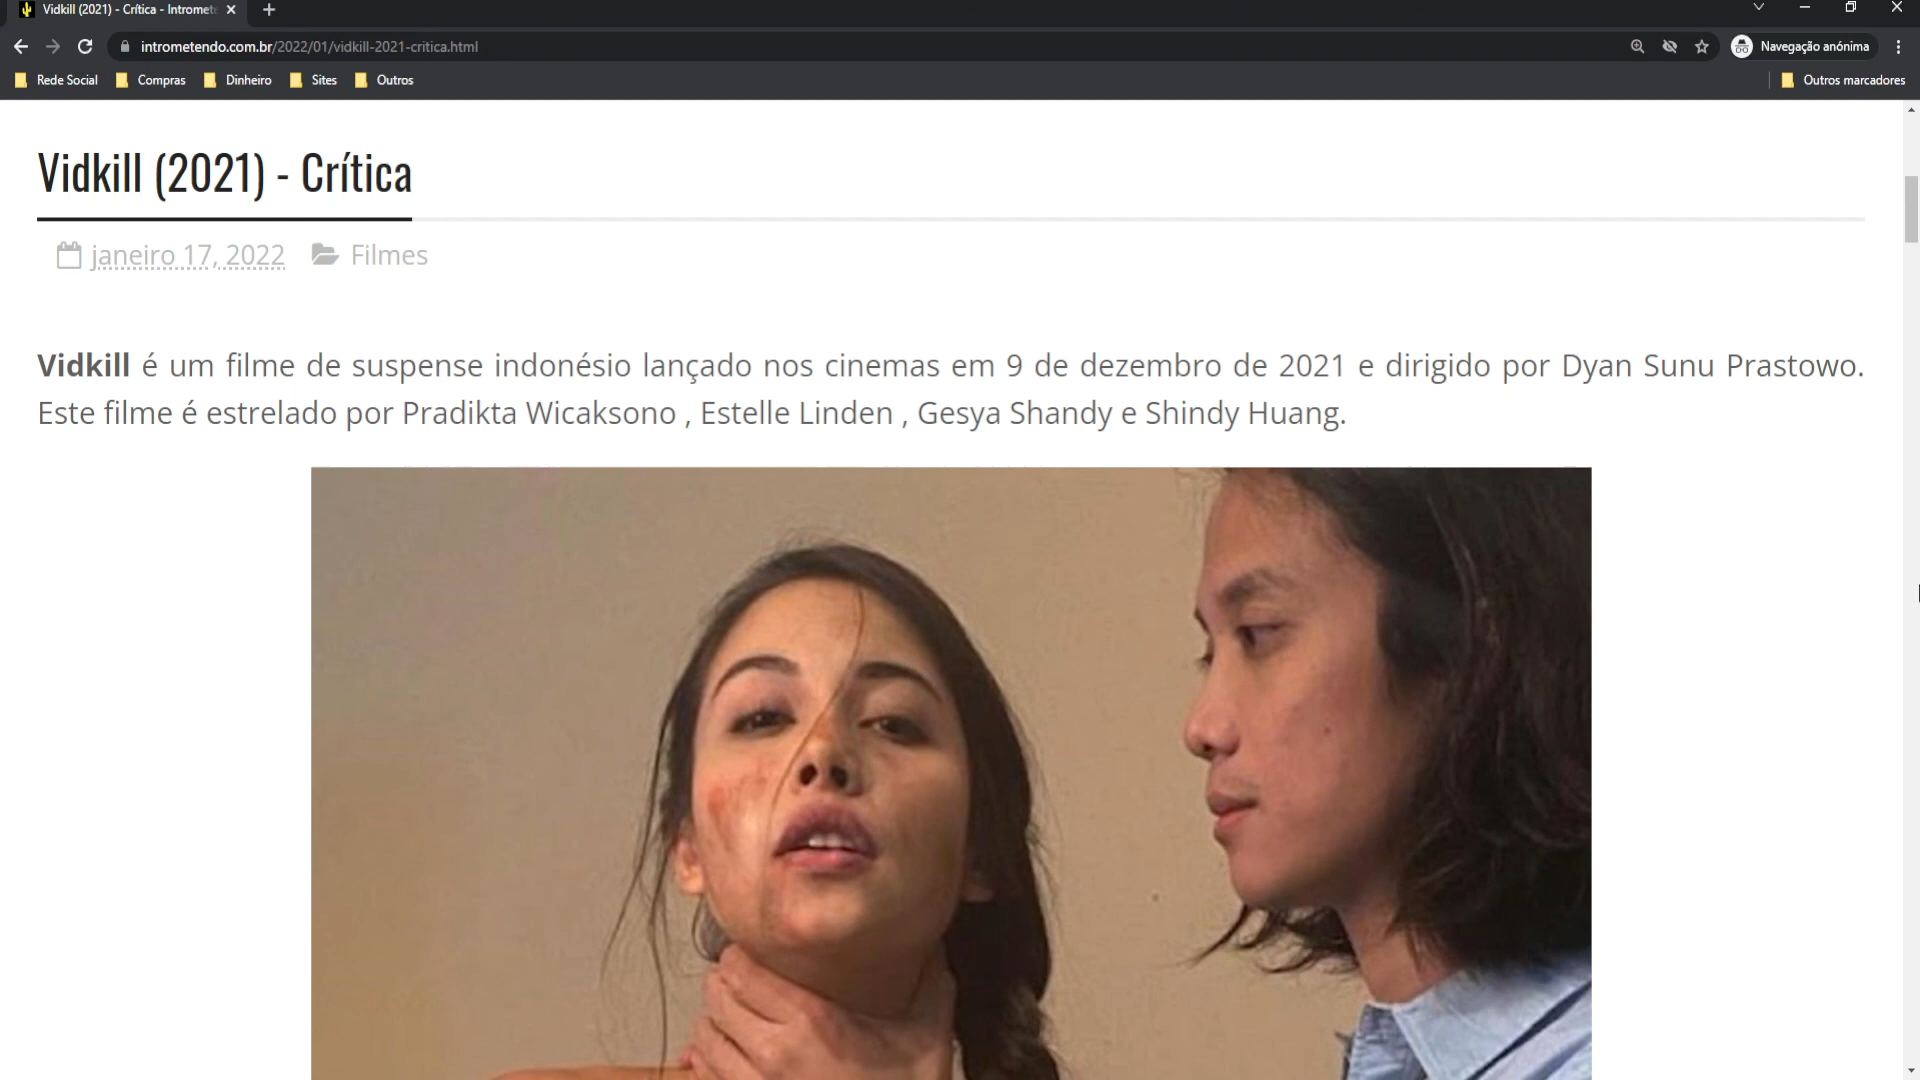 Vidkill (2021) - Crítica - Intromet
intrometendo.com.br/2022/01/vidkill-2021-critica.html
Navegação anónima
Rede Social
Compras
Dinheiro
Sites
Outros
Outros marcadores
Vidkill (2021) - Crítica
janeiro 17, 2022
Filmes
Vidkill é um filme de suspense indonésio lançado nos cinemas em 9 de dezembro de 2021 e dirigido por Dyan Sunu Prastowo.
Este filme é estrelado por Pradikta Wicaksono , Estelle Linden , Gesya Shandy e Shindy Huang.